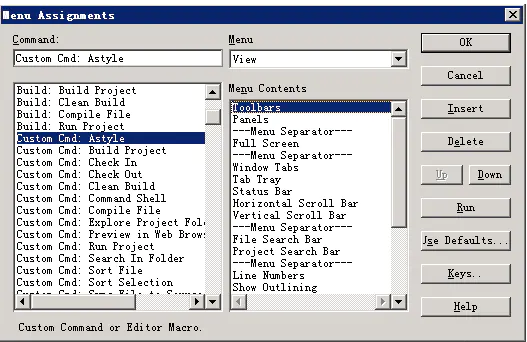 Menu Assignments
Command:
Custom Cmd: Astyle
Build: Build Project
Build: Clean Build
Build: Compile File
Build: Run Project
Custom Cmd: Astyle
Custom Cmd: Build Project
Custom Cmd: Check In
Custom Cmd: Check Out
Custom Cmd: Clean Build
Custom Cmd: Command Shell
Custom Cmd: Compile File
Custom Cmd: Explore Project Fol
Custom Cmd: Preview in Web Brows
Custom Cmd: Run Project
Custom Cmd: Search In Folder
Custom Cmd: Sort File
Custom Cmd: Sort Selection
Custom Cmd:
Custom Command or Editor Macro.
Menu
View
Menu Contents
Toolbars
Panels
---Menu Separator---
Full Screen
---Menu Separator---
Window Tabs
Tab Tray
Status Bar
Horizontal Scroll Bar
Vertical Scroll Bar
---Menu Separator---
File Search Bar
Project Search Bar
---Menu Separator---
Line Numbers
Show Outlining
OK
Cancel
Insert
Delete
Up
Down
Run
Use Defaults...
Keys..
Help